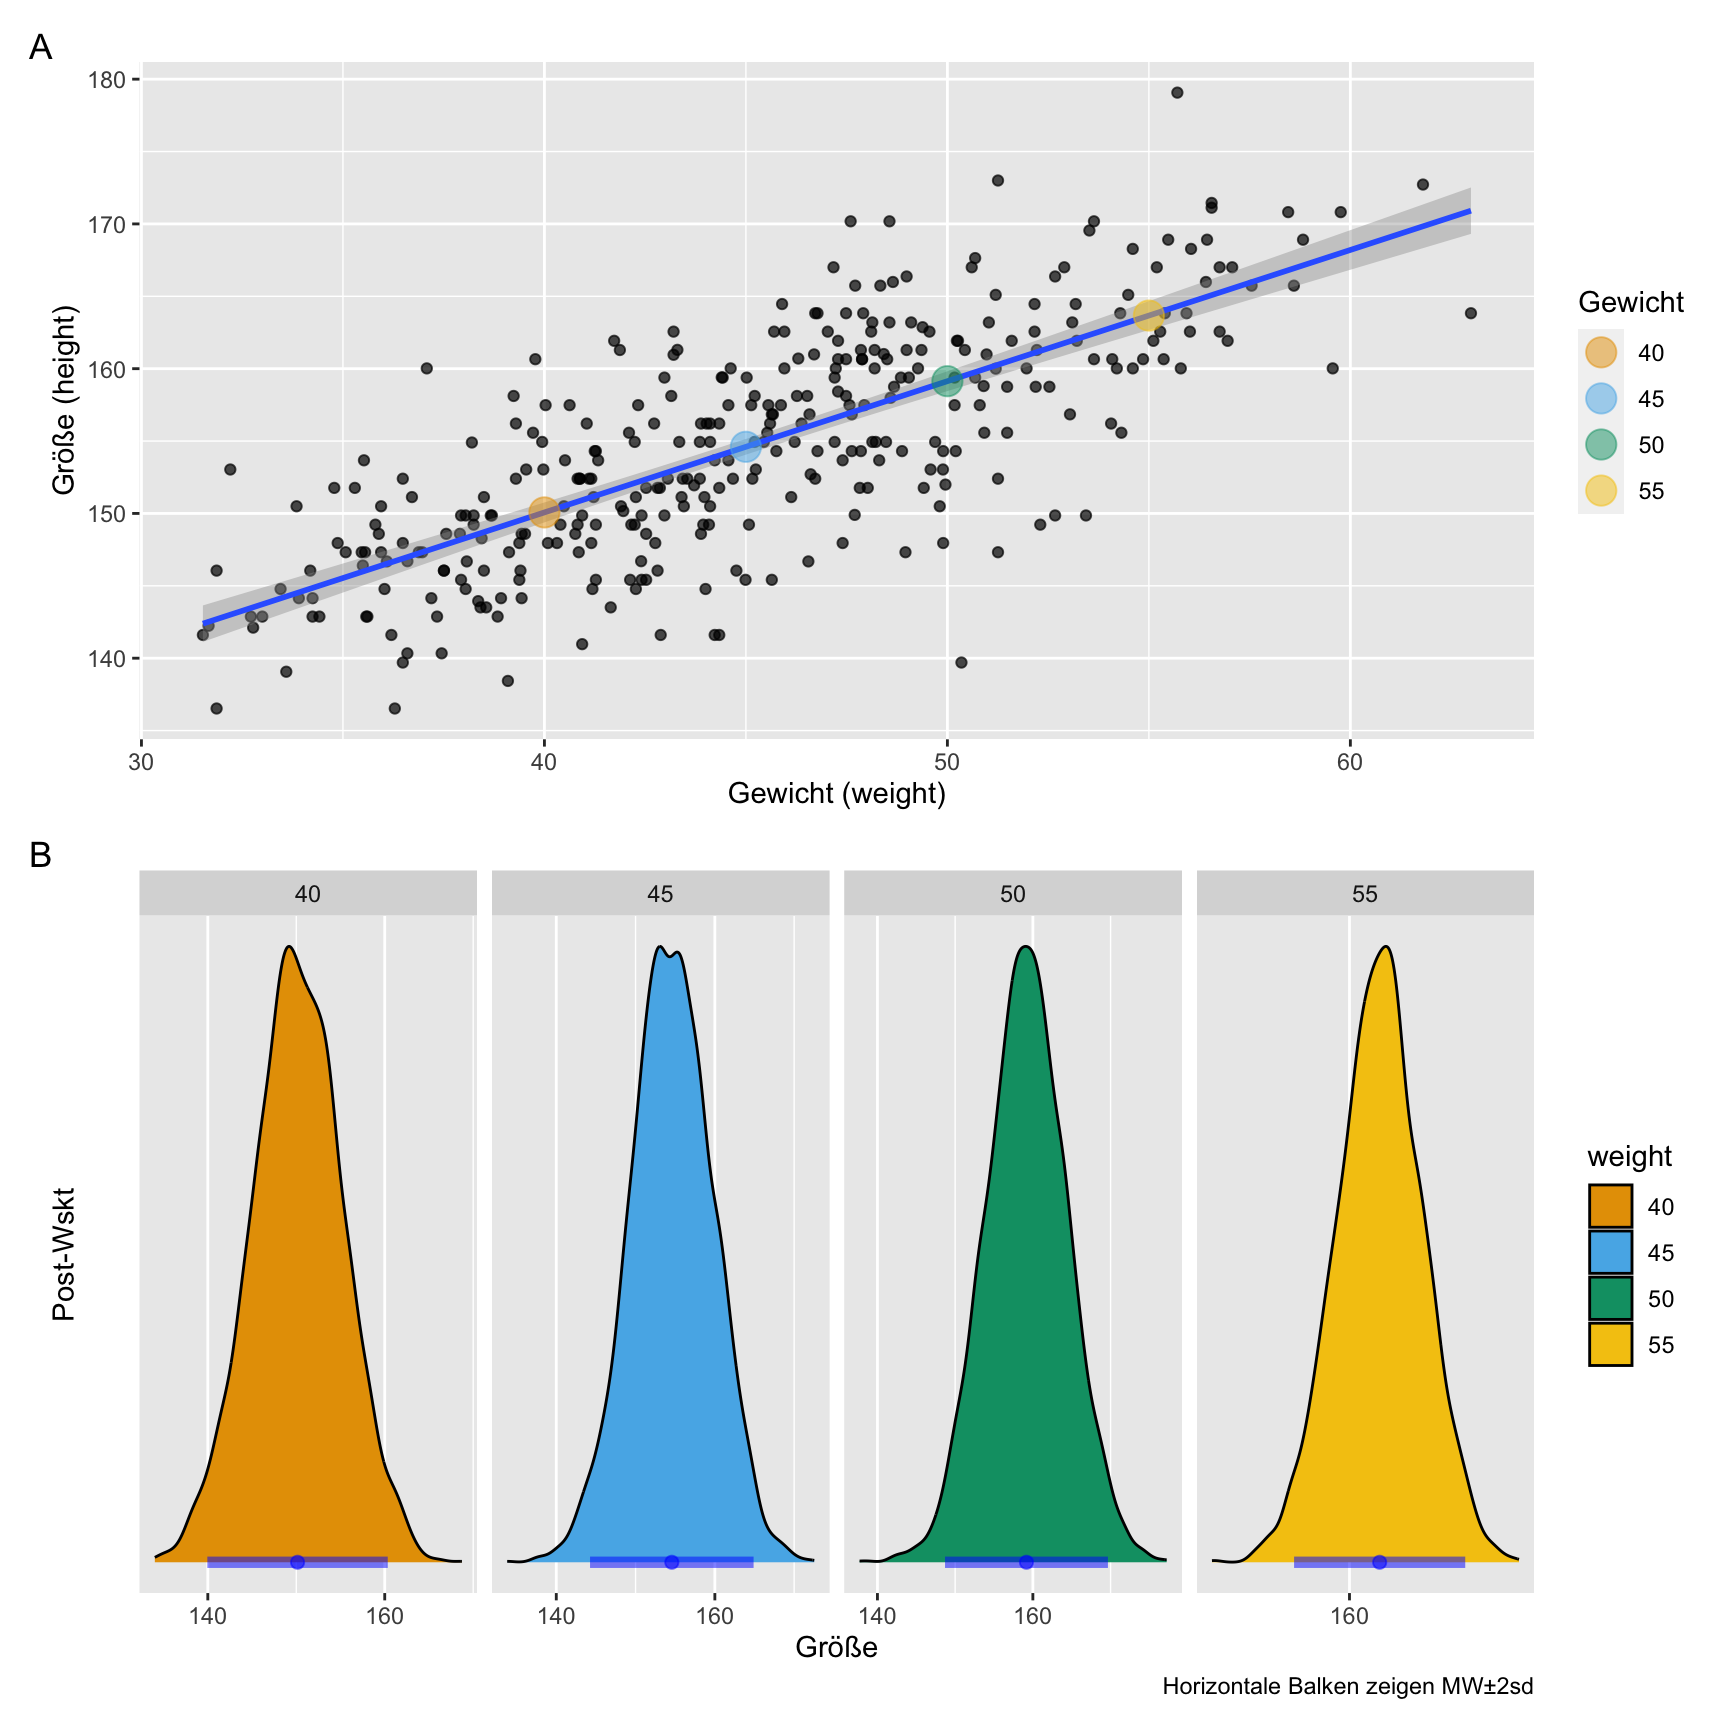 A
180
170
160
150
140
Größe (height)
30 40 50 60
Gewicht (weight)
Gewicht
40
45
50
55
B
40 45 50 55
Post-Wskt
140 160 140 160 140 160 160
Größe
weight
40
45
50
55
Horizontale Balken zeigen MW±2sd